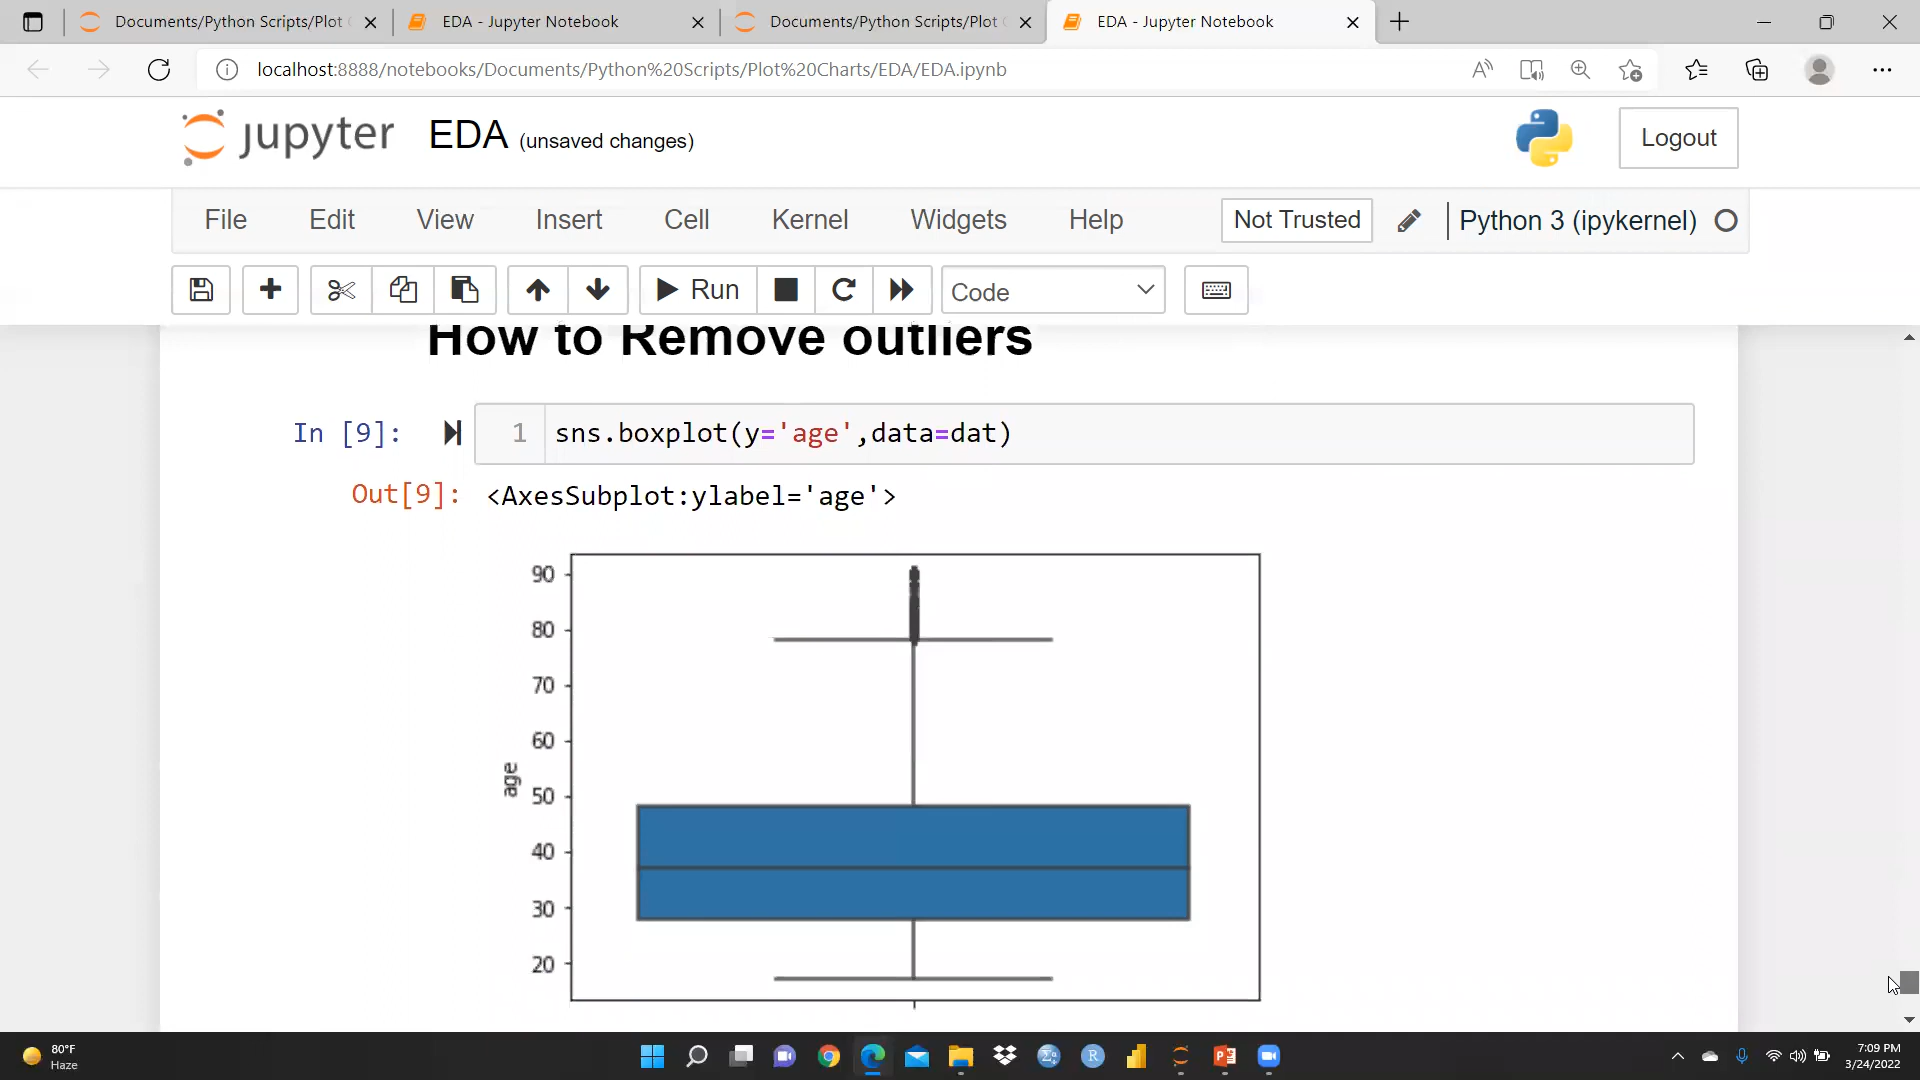 Documents/Python Scripts/Plot C
EDA - Jupyter Notebook
Documents/Python Scripts/Plot C
EDA - Jupyter Notebook
localhost:8888/notebooks/Documents/Python%20Scripts/Plot%20Charts/EDA/EDA.ipynb
jupyter EDA (unsaved changes)
Logout
File Edit View Insert Cell Kernel Widgets Help Not Trusted Python 3 (ipykernel)
Run Code
How to Remove outliers
In [9]: 1 sns.boxplot(y='age',data=dat)
Out[9]: <AxesSubplot:ylabel='age'>
90
80
70
60
age
50
40
30
20
80°F
Haze
7:09 PM
3/24/2022